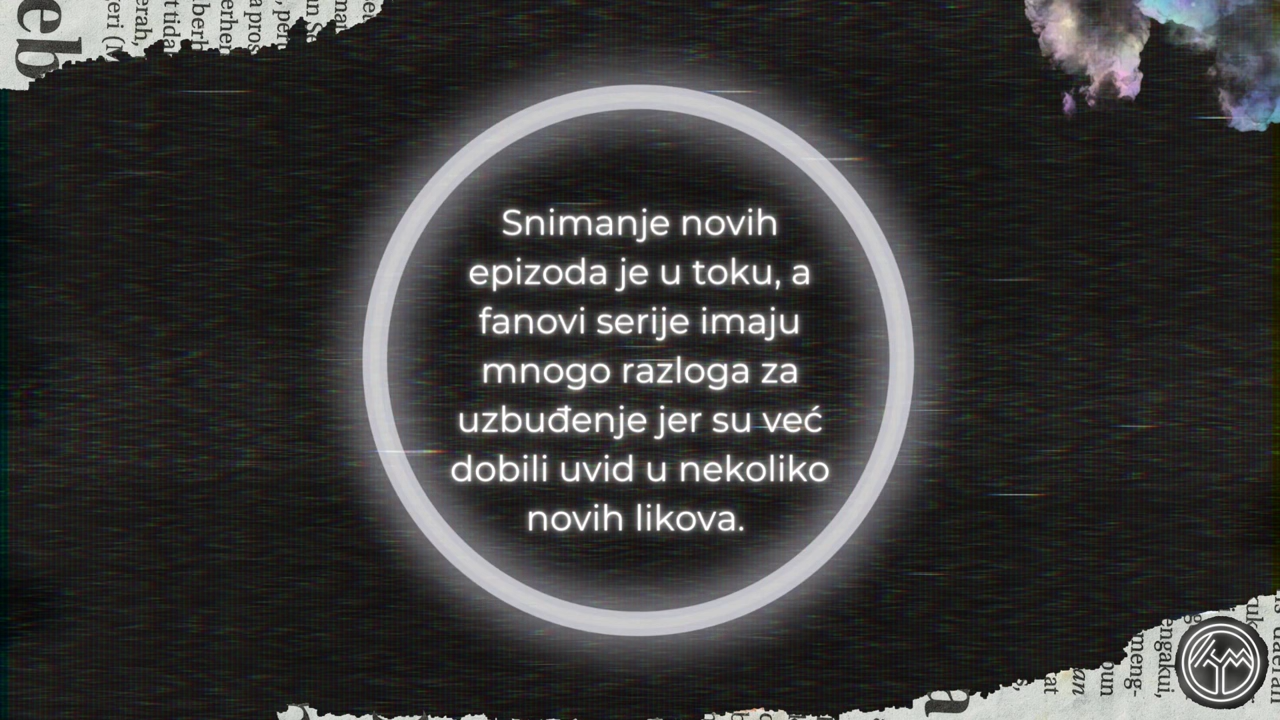 Snimanje novih
epizoda je u toku, a
fanovi serije imaju
mnogo razloga za
uzbuđenje jer su već
dobili uvid u nekoliko
novih likova.